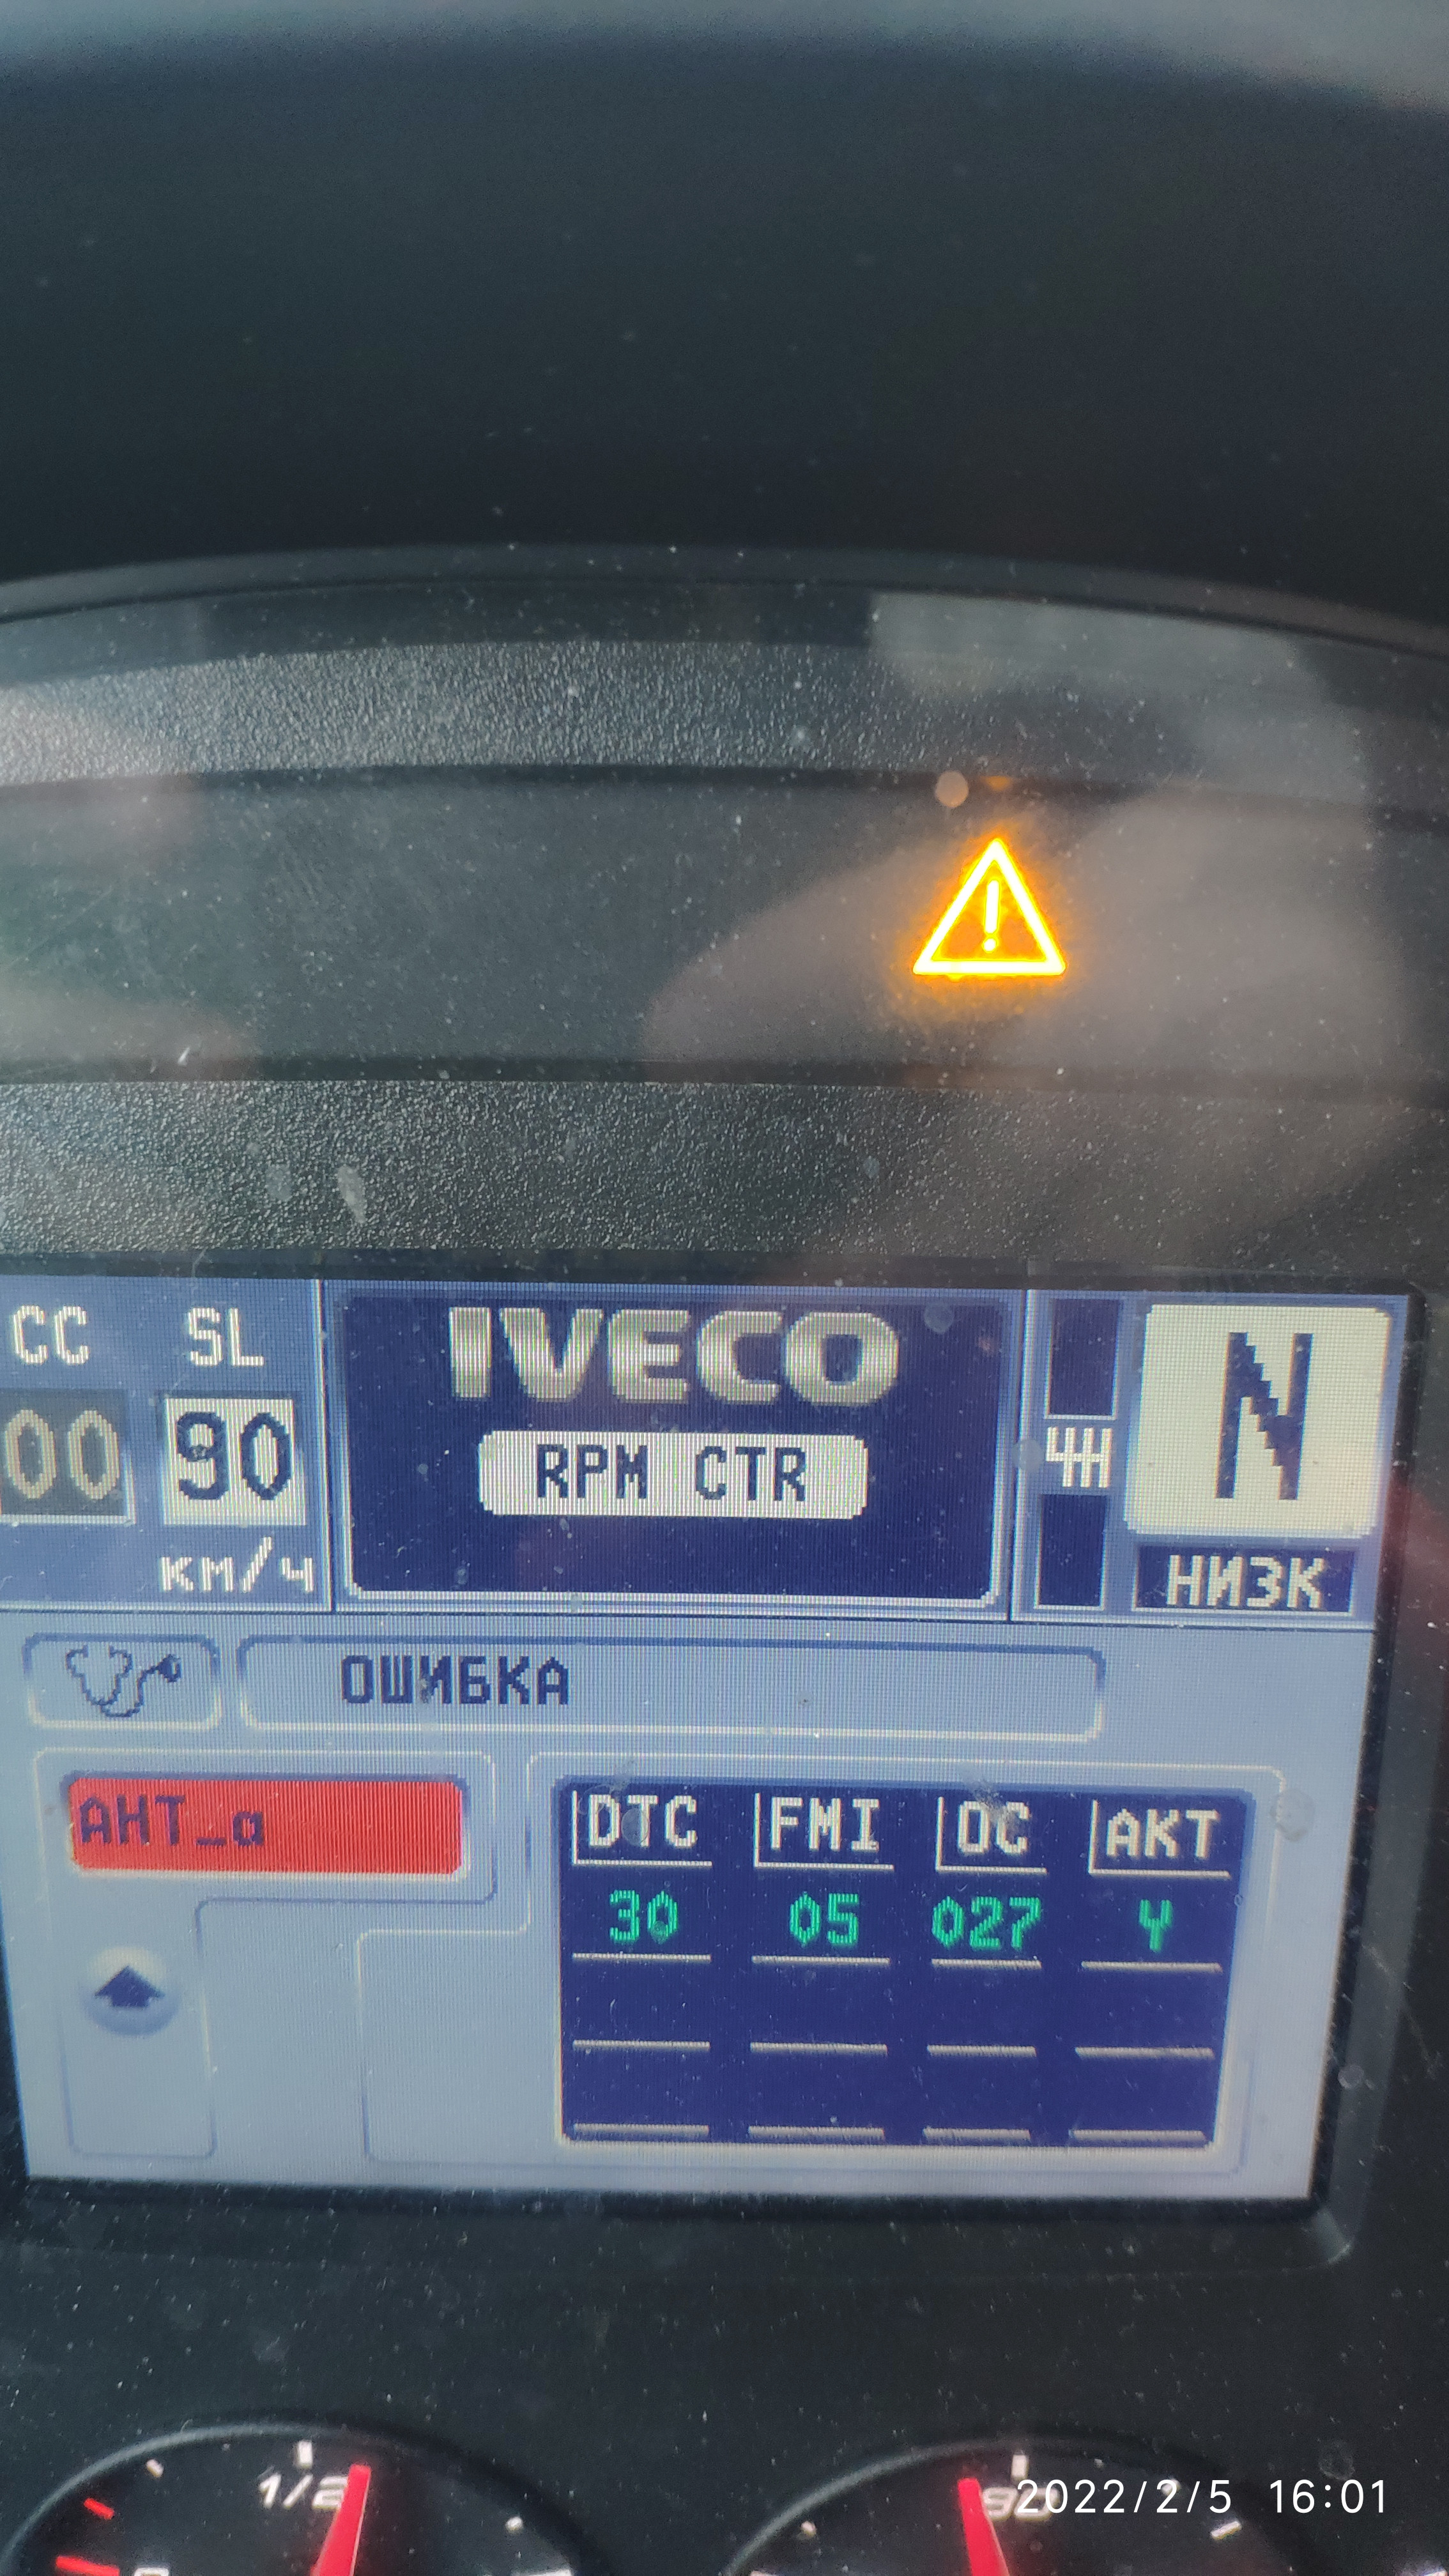 CC SL
00 90
км/ч
IVECO
RPM CTR
ЧН
N
НИЗК
ОШИБКА
АНТ_а
DTC FMI OC АКТ
30 05 027 Y
1/2
2022/2/5 16:01